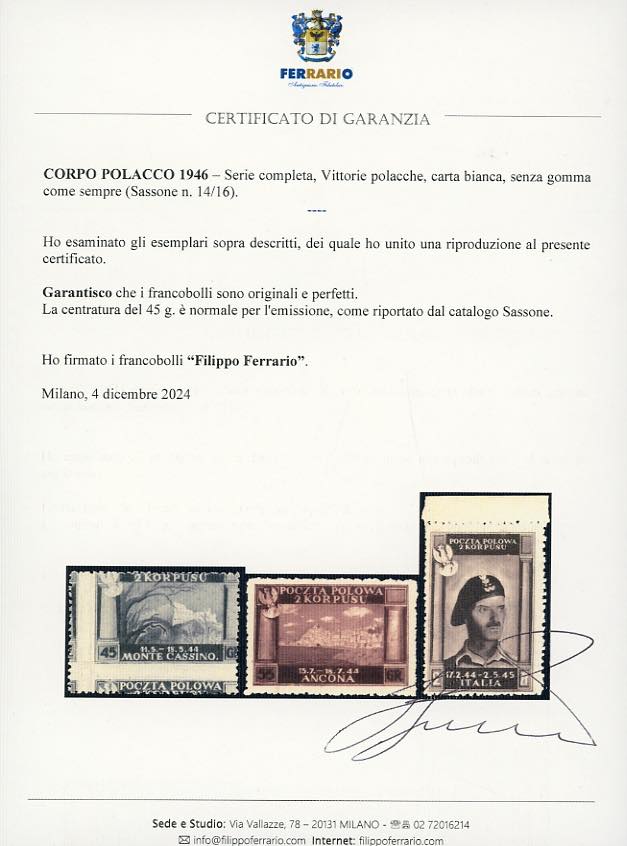 FERRARIO
Antiquariato Filatelico
CERTIFICATO DI GARANZIA
CORPO POLACCO 1946 – Serie completa, Vittorie polacche, carta bianca, senza gomma
come sempre (Sassone n. 14/16).
----
Ho esaminato gli esemplari sopra descritti, dei quale ho unito una riproduzione al presente
certificato.
Garantisco che i francobolli sono originali e perfetti.
La centratura del 45 g. è normale per l'emissione, come riportato dal catalogo Sassone.
Ho firmato i francobolli “Filippo Ferrario”.
Milano, 4 dicembre 2024
2 KORPUSU
45
11.5.– 18.5.44
MONTE CASSINO.
GR
POCZTA POLOWA
POCZTA POLOWA
2 KORPUSU
55
15.7.– 18.7.44
ANCONA
GR
POCZTA POLOWA
2 KORPUSU
17.2.44 - 2.5.45
ITALIA
Sede e Studio: Via Vallazze, 78 – 20131 MILANO - 02 72016214
info@filippoferrario.com Internet: filippoferrario.com